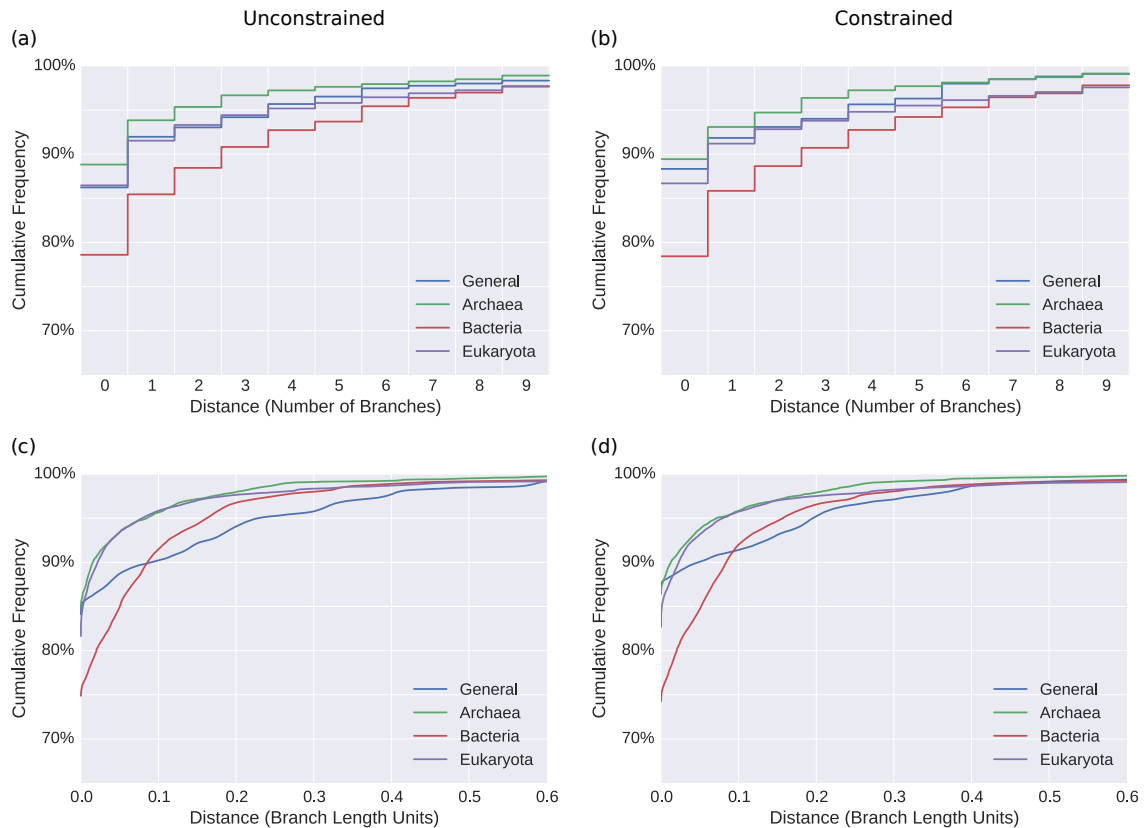 Unconstrained
Constrained
(a)
(b)
Cumulative Frequency
100%
90%
80%
70%
General
Archaea
Bacteria
Eukaryota
0 1 2 3 4 5 6 7 8 9
Distance (Number of Branches)
Cumulative Frequency
100%
90%
80%
70%
General
Archaea
Bacteria
Eukaryota
0 1 2 3 4 5 6 7 8 9
Distance (Number of Branches)
(c)
(d)
Cumulative Frequency
100%
90%
80%
70%
General
Archaea
Bacteria
Eukaryota
0.0 0.1 0.2 0.3 0.4 0.5 0.6
Distance (Branch Length Units)
Cumulative Frequency
100%
90%
80%
70%
General
Archaea
Bacteria
Eukaryota
0.0 0.1 0.2 0.3 0.4 0.5 0.6
Distance (Branch Length Units)